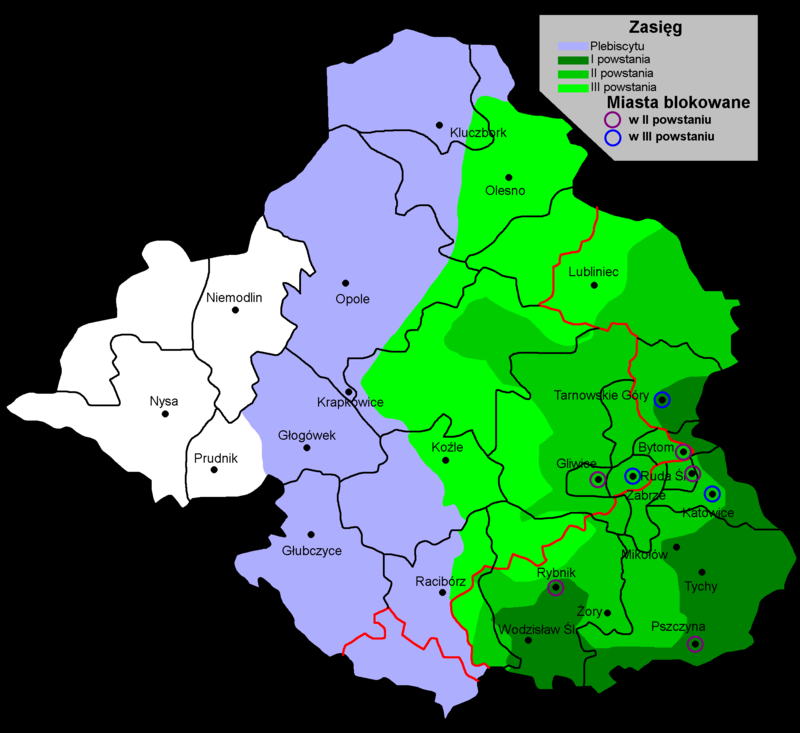 Zasięg
Plebiscytu
I powstania
II powstania
III powstania
Miasta blokowane
w II powstaniu
w III powstaniu
Kluczbork
Olesno
Lubliniec
Niemodlin
Opole
Tarnowskie Góry
Nysa
Krapkowice
Głogówek
Koźle
Bytom
Prudnik
Gliwice
Ruda Śl.
Zabrze
Katowice
Głubczyce
Mikołów
Racibórz
Rybnik
Tychy
Żory
Wodzisław Śl.
Pszczyna